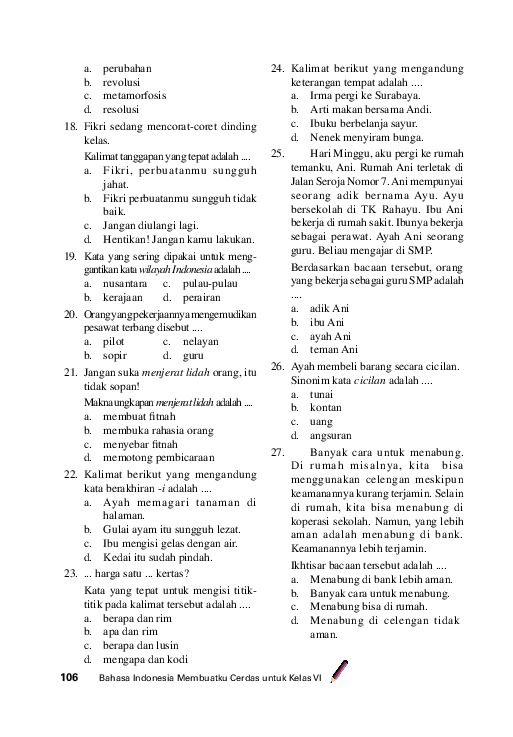 a. perubahan
b. revolusi
c. metamorfosis
d. resolusi
18. Fikri sedang mencorat-coret dinding
kelas.
Kalimat tanggapan yang tepat adalah ....
a. Fikri, perbuatanmu sungguh
jahat.
b. Fikri perbuatanmu sungguh tidak
baik.
c. Jangan diulangi lagi.
d. Hentikan! Jangan kamu lakukan.
19. Kata yang sering dipakai untuk meng-
gantikan kata wilayah Indonesia adalah ....
a. nusantara c. pulau-pulau
b. kerajaan d. perairan
20. Orang yang pekerjaannya mengemudikan
pesawat terbang disebut ....
a. pilot c. nelayan
b. sopir d. guru
21. Jangan suka menjerat lidah orang, itu
tidak sopan!
Makna ungkapan menjerat lidah adalah ....
a. membuat fitnah
b. membuka rahasia orang
c. menyebar fitnah
d. memotong pembicaraan
22. Kalimat berikut yang mengandung
kata berakhiran -i adalah ....
a. Ayah memagari tanaman di
halaman.
b. Gulai ayam itu sungguh lezat.
c. Ibu mengisi gelas dengan air.
d. Kedai itu sudah pindah.
23. ... harga satu ... kertas?
Kata yang tepat untuk mengisi titik-
titik pada kalimat tersebut adalah ....
a. berapa dan rim
b. apa dan rim
c. berapa dan lusin
d. mengapa dan kodi
24. Kalimat berikut yang mengandung
keterangan tempat adalah ....
a. Irma pergi ke Surabaya.
b. Arti makan bersama Andi.
c. Ibuku berbelanja sayur.
d. Nenek menyiram bunga.
25. Hari Minggu, aku pergi ke rumah
temanku, Ani. Rumah Ani terletak di
Jalan Seroja Nomor 7. Ani mempunyai
seorang adik bernama Ayu. Ayu
bersekolah di TK Rahayu. Ibu Ani
bekerja di rumah sakit. Ibunya bekerja
sebagai perawat. Ayah Ani seorang
guru. Beliau mengajar di SMP.
Berdasarkan bacaan tersebut, orang
yang bekerja sebagai guru SMP adalah
....
a. adik Ani
b. ibu Ani
c. ayah Ani
d. teman Ani
26. Ayah membeli barang secara cicilan.
Sinonim kata cicilan adalah ....
a. tunai
b. kontan
c. uang
d. angsuran
27. Banyak cara untuk menabung.
Di rumah misalnya, kita bisa
menggunakan celengan meskipun
keamanannya kurang terjamin. Selain
di rumah, kita bisa menabung di
koperasi sekolah. Namun, yang lebih
aman adalah menabung di bank.
Keamanannya lebih terjamin.
Ikhtisar bacaan tersebut adalah ....
a. Menabung di bank lebih aman.
b. Banyak cara untuk menabung.
c. Menabung bisa di rumah.
d. Menabung di celengan tidak
aman.
106 Bahasa Indonesia Membuatku Cerdas untuk Kelas VI